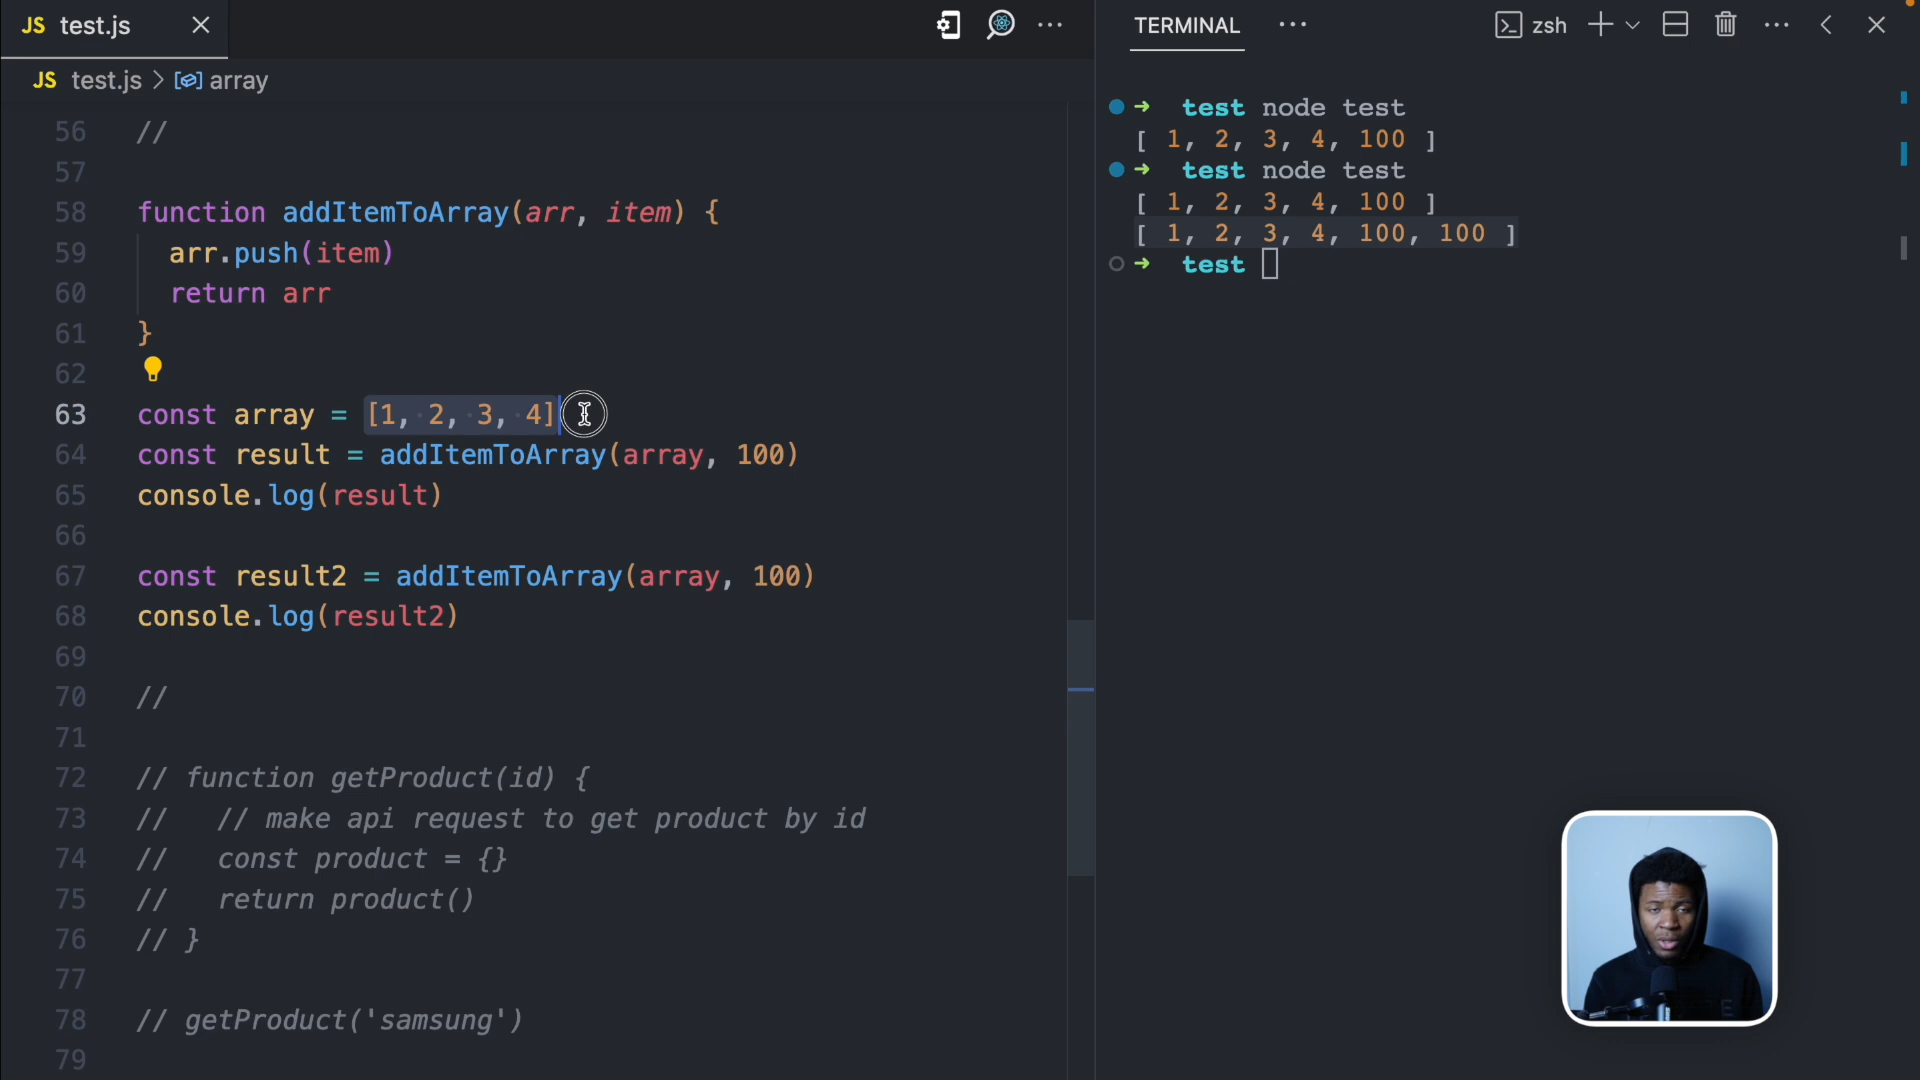 JS test.js
JS test.js > array
56 //
57
58 function addItemToArray(arr, item) {
59 arr.push(item)
60 return arr
61 }
62
63 const array = [1, 2, 3, 4]
64 const result = addItemToArray(array, 100)
65 console.log(result)
66
67 const result2 = addItemToArray(array, 100)
68 console.log(result2)
69
70 //
71
72 // function getProduct(id) {
73 // // make api request to get product by id
74 // const product = {}
75 // return product()
76 // }
77
78 // getProduct('samsung')
79
TERMINAL
zsh
➜ test node test
[ 1, 2, 3, 4, 100 ]
➜ test node test
[ 1, 2, 3, 4, 100 ]
[ 1, 2, 3, 4, 100, 100 ]
➜ test